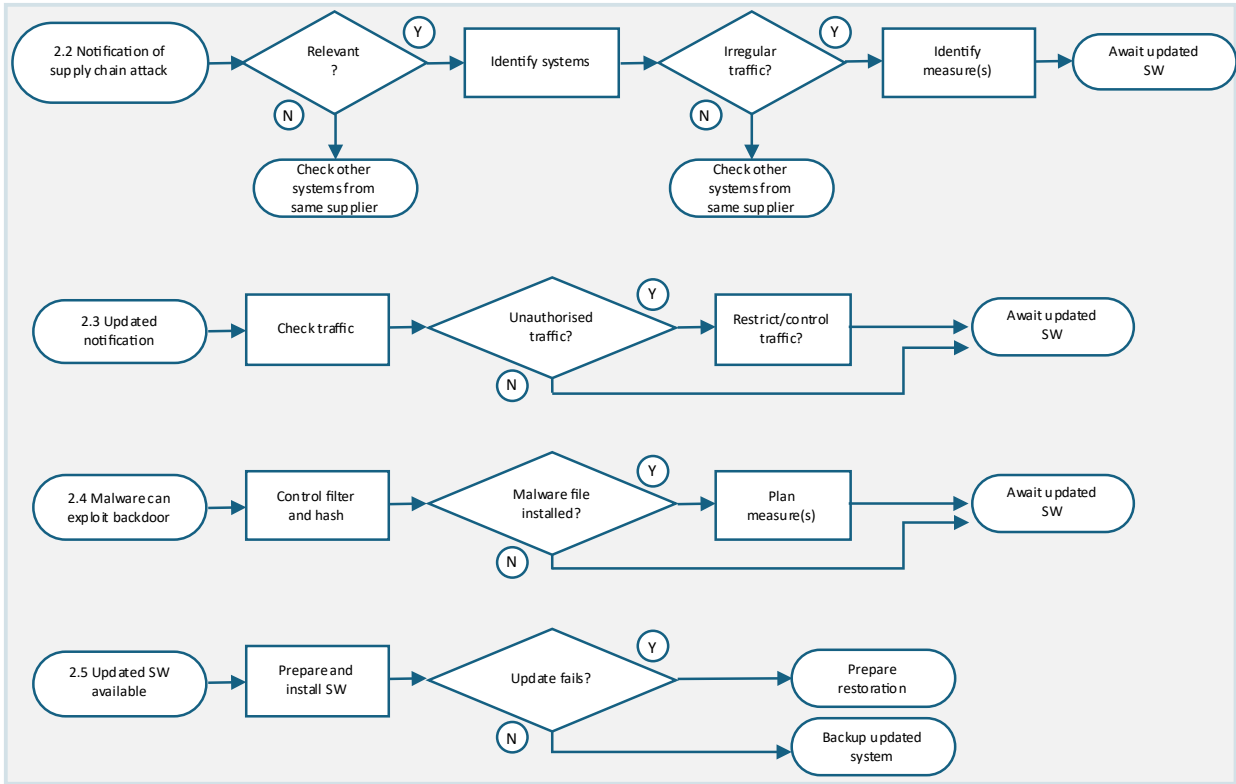 2.2 Notification of
supply chain attack
Relevant
?
Y
N
Identify systems
Irregular
traffic?
Y
N
Identify
measure(s)
Await updated
SW
Check other
systems from
same supplier
Check other
systems from
same supplier
2.3 Updated
notification
Check traffic
Unauthorised
traffic?
Y
N
Restrict/control
traffic?
Await updated
SW
2.4 Malware can
exploit backdoor
Control filter
and hash
Malware file
installed?
Y
N
Plan
measure(s)
Await updated
SW
2.5 Updated SW
available
Prepare and
install SW
Update fails?
Y
N
Prepare
restoration
Backup updated
system